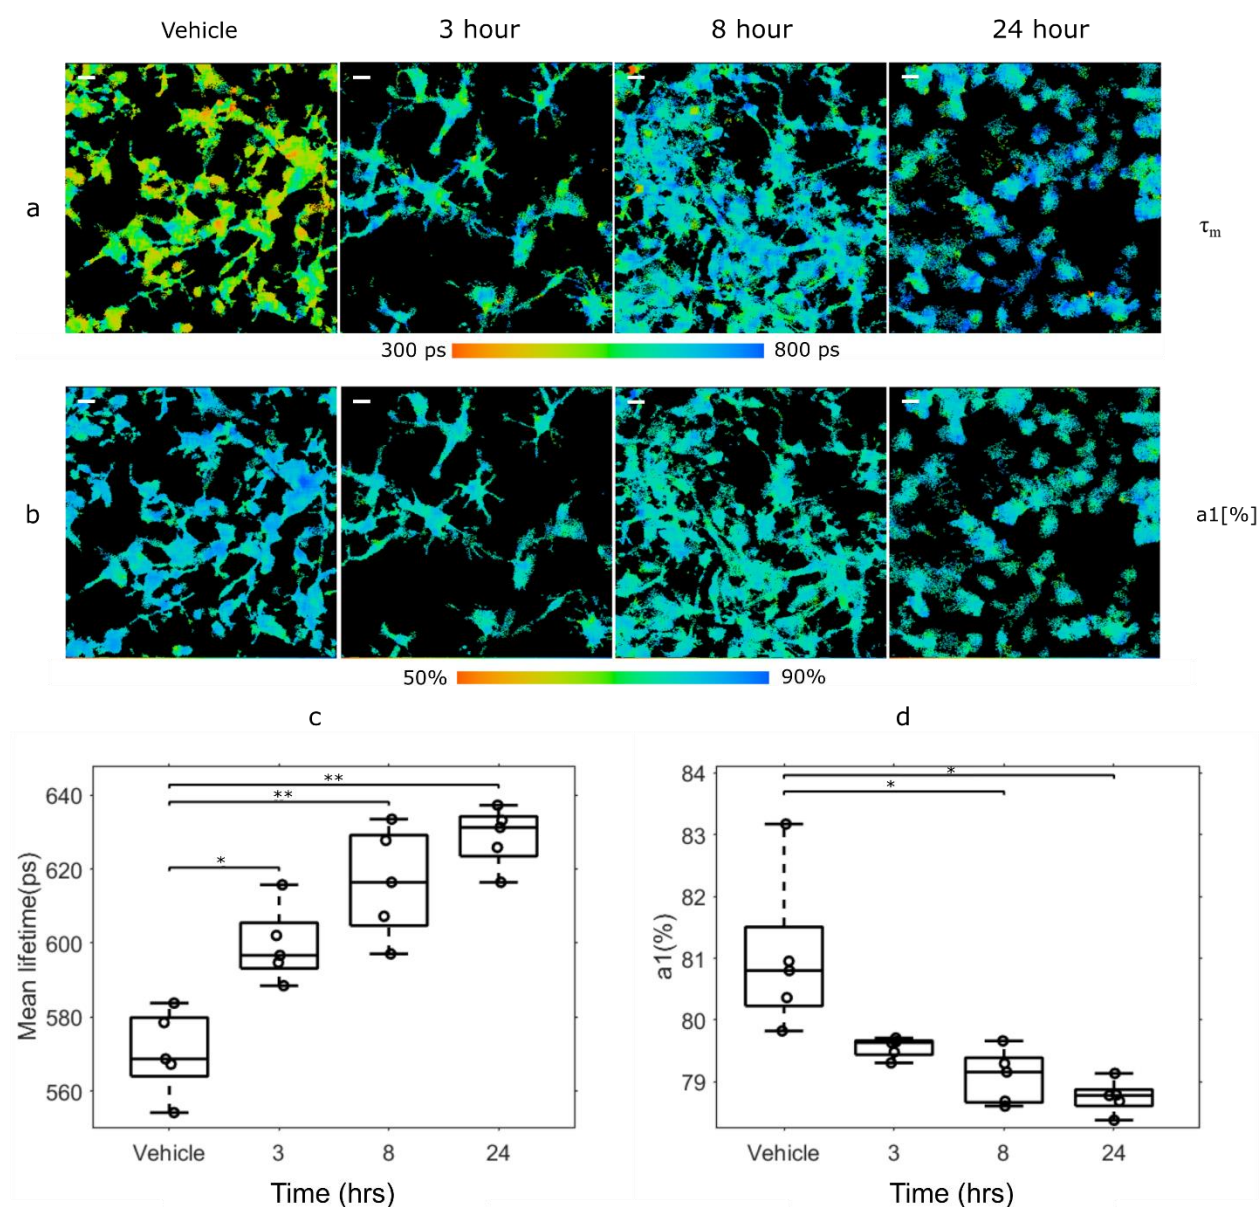 Vehicle 3 hour 8 hour 24 hour
a
τm
300 ps 800 ps
b
a1[%]
50% 90%
c d
** 
**
*
640
620
600
580
560
Mean lifetime(ps)
Vehicle 3 8 24
Time (hrs)
*
*
84
83
82
81
80
79
a1(%)
Vehicle 3 8 24
Time (hrs)